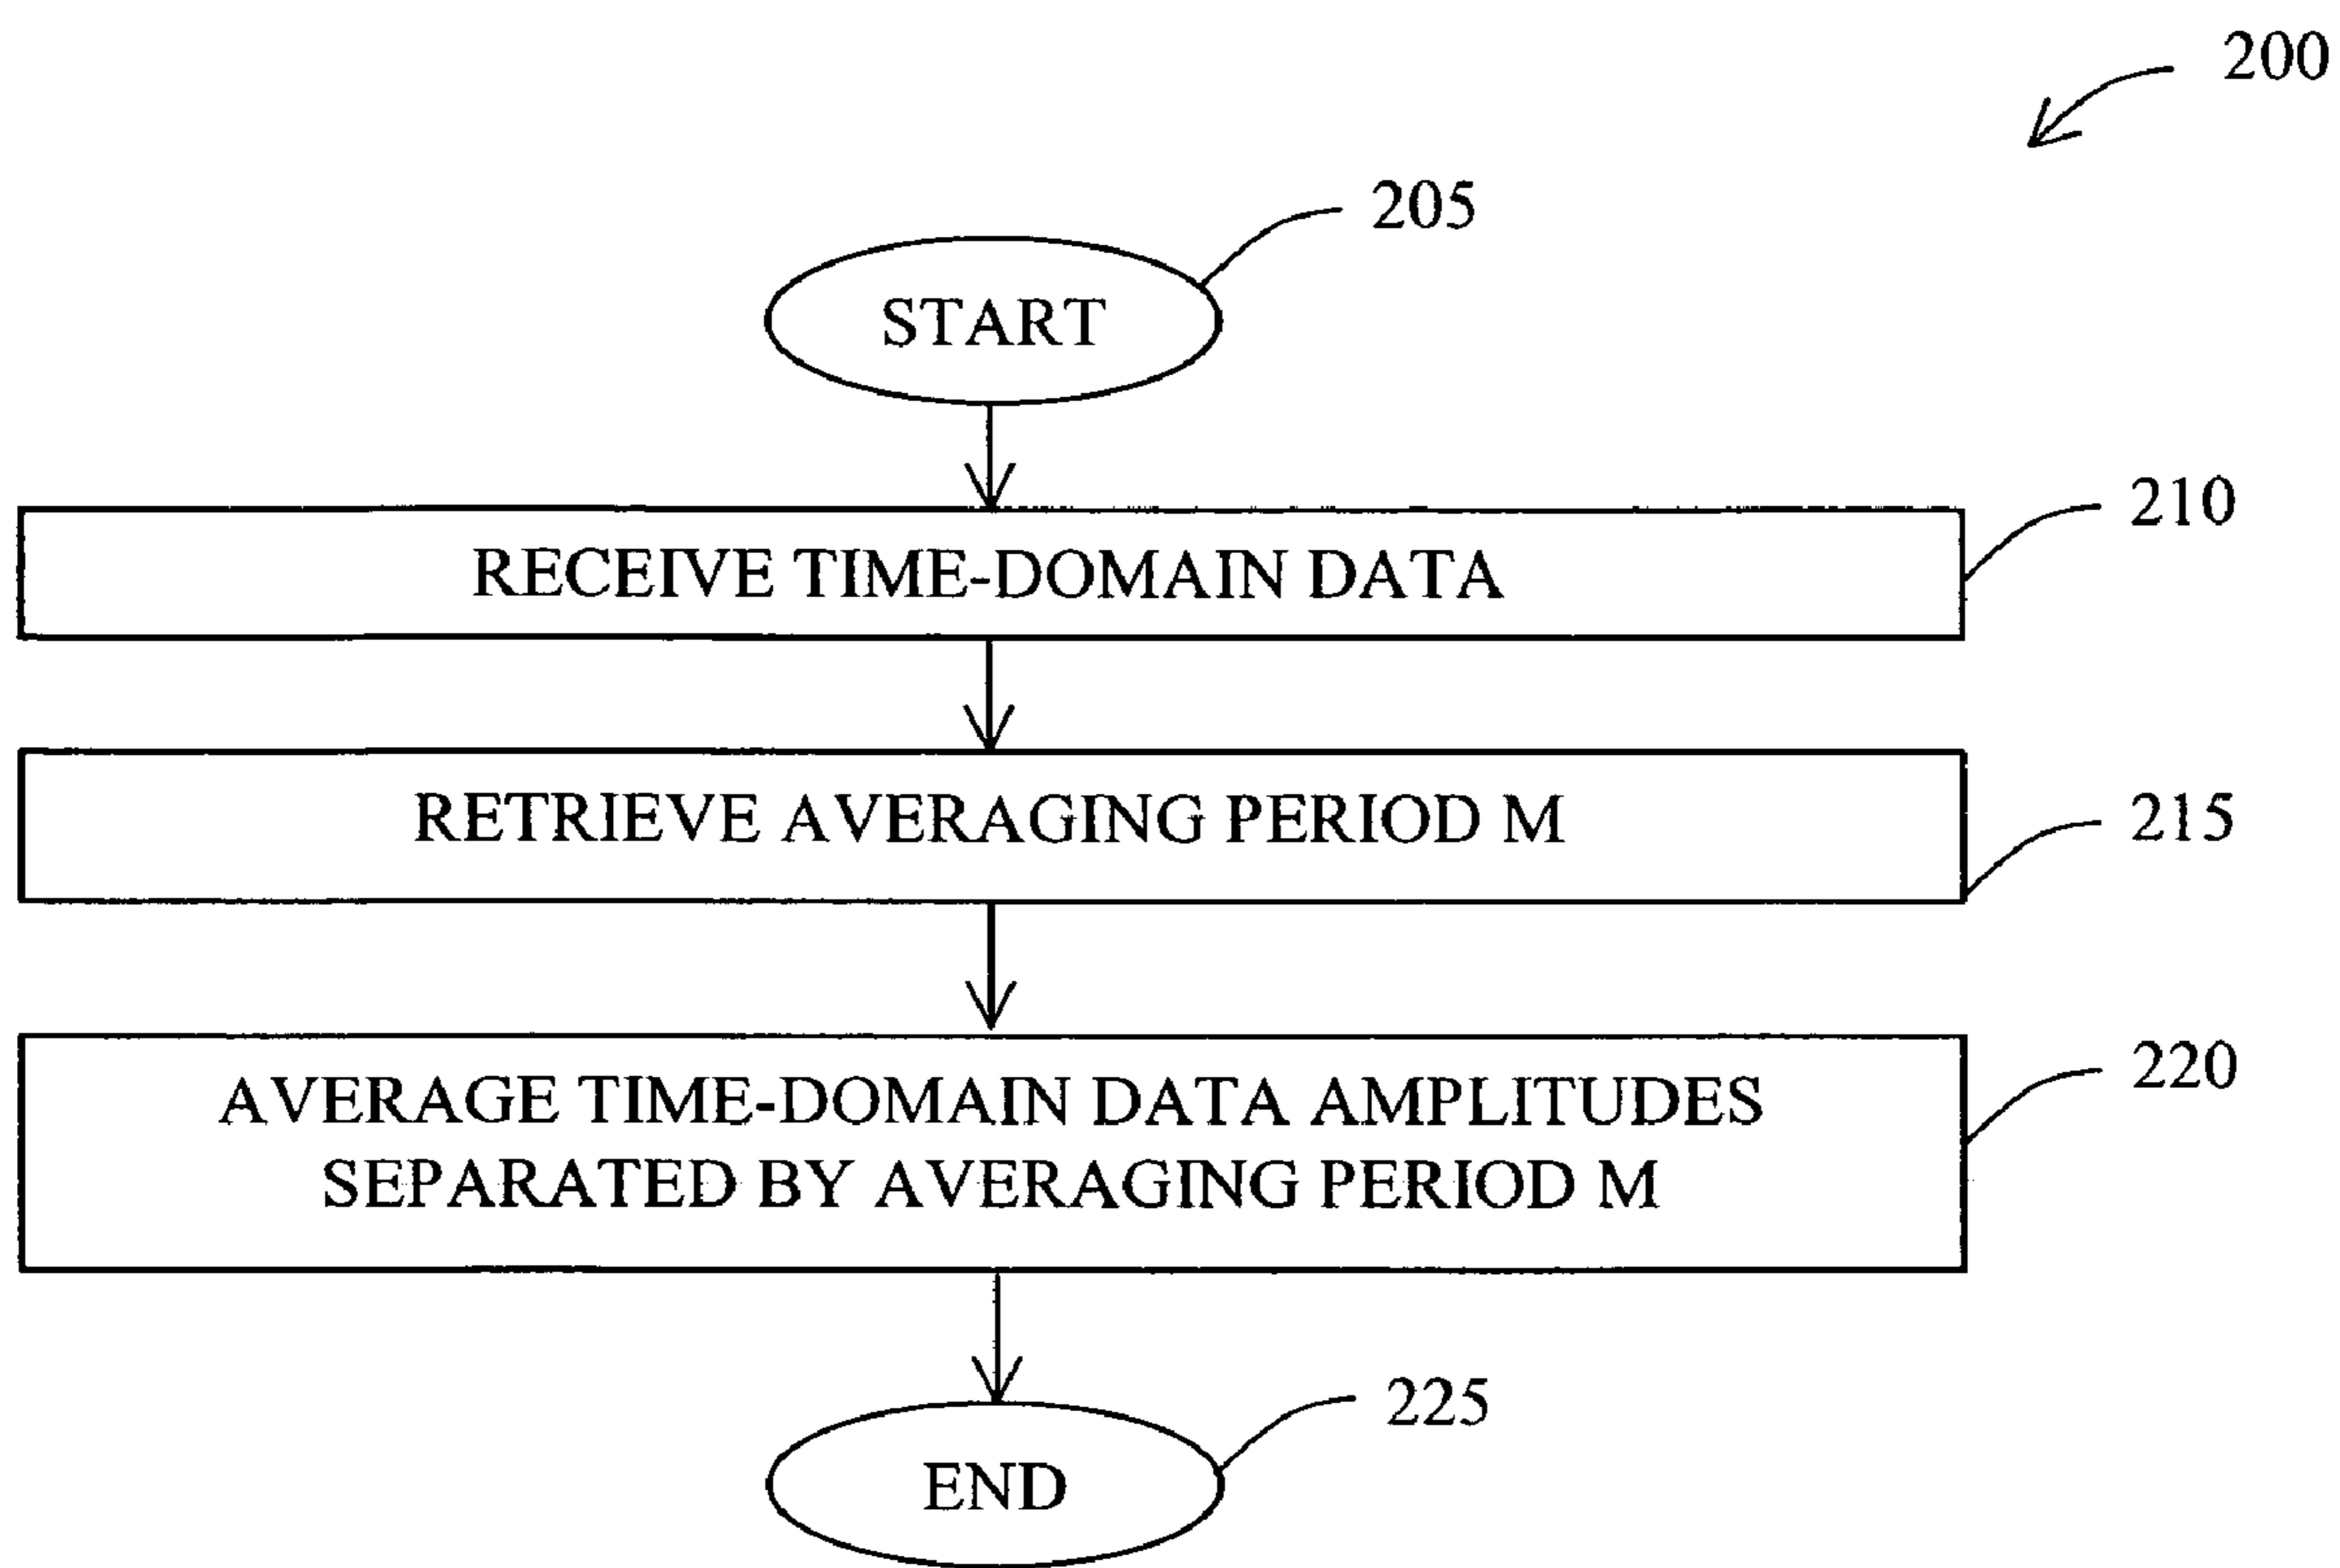 200
205
START
210
RECEIVE TIME-DOMAIN DATA
RETRIEVE AVERAGING PERIOD M
215
220
AVERAGE TIME-DOMAIN DATA AMPLITUDES
SEPARATED BY AVERAGING PERIOD M
225
END